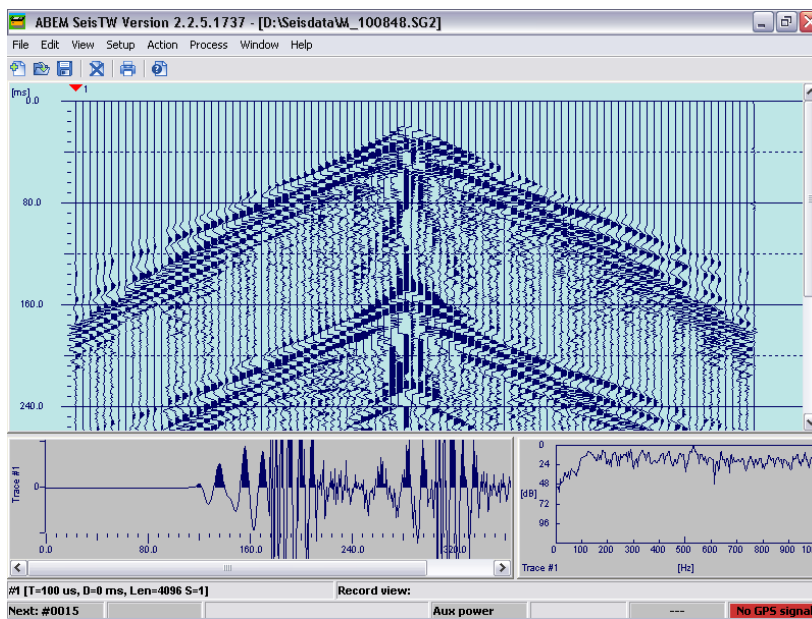 ABEM SeisTW Version 2.2.5.1737 - [D:\Seisdata\M_100848.SG2]
File Edit View Setup Action Process Window Help
[ms]
1
0.0
80.0
160.0
240.0
Trace #1
0
0.0 80.0 160.0 240.0 320.0
0
24
48
[dB]
72
96
0 100 200 300 400 500 600 700 800 900 100
Trace #1 [Hz]
#1 [T=100 us, D=0 ms, Len=4096 S=1] Record view:
Next: #0015 Aux power --- No GPS signal